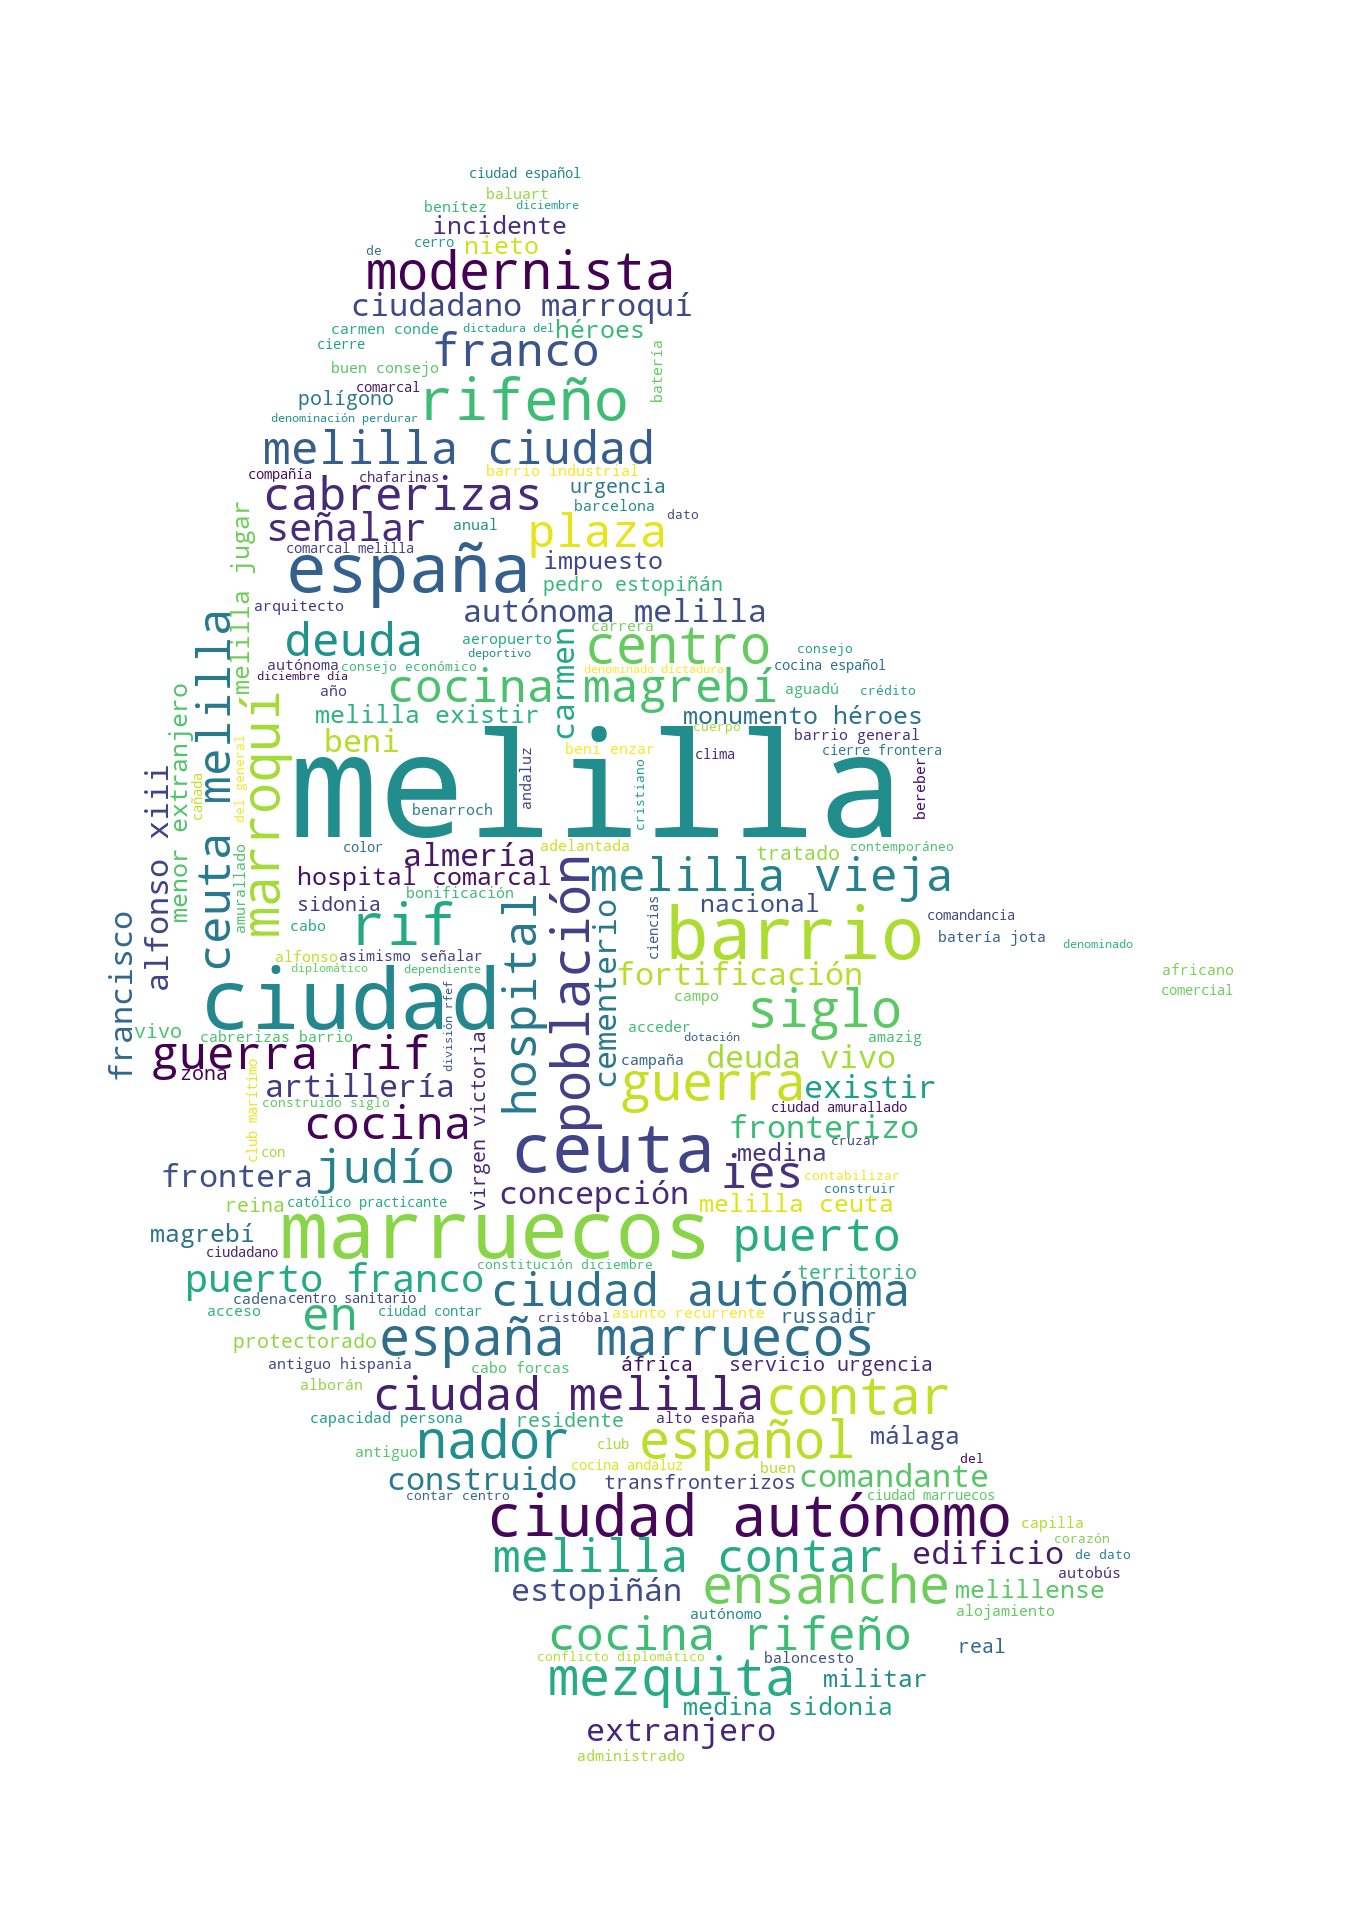 ciudad español
baluart
benítez
diciembre
incidente
cerro
nieto
de
modernista
ciudadano marroquí
carmen conde
dictadura del
héroes
cierre
franco
batería
buen consejo
comarcal
polígono
rifeño
denominación perdurar
melilla ciudad
compañía
chafarinas
barrio industrial
cabrerizas
urgencia
barcelona
dato
señalar
anual
plaza
melilla jugar
comarcal melilla
españa
impuesto
pedro estopiñán
arquitecto
autónoma melilla
carrera
deuda
aeropuerto
deportivo
centro
consejo
autónoma
consejo económico
carmen
denominado dictadura
cocina español
diciembre día
año
cocina magrebí
aguadú
crédito
melilla existir
monumento héroes
cuerpo
barrio general
beni
beni enzar
clima
cierre frontera
ceuta melilla
marroquí
menor extranjero
del general
cañada
alfonso xiii
melilla
benarroch
andaluz
cristiano
bereber
color
almería
adelantada
tratado
contemporáneo
amurallado
hospital comarcal
bonificación
melilla vieja
sidonia
nacional
cabo
rif
hospital
población
cementerio
ciencias
barrio
comandancia
batería jota
denominado
francisco
alfonso
asimismo señalar
diplomático
dependiente
fortificación
africano
comercial
ciudad
división rfef
campo
siglo
vivo
cabrerizas barrio
acceder
dotación
amazig
guerra rif
zona
campaña
deuda vivo
club marítimo
artillería
virgen victoria
guerra
existir
construido siglo
ciudad amurallado
cocina
fronterizo
con
ceuta
medina
cruzar
frontera
judío
concepción
ies
contabilizar
construir
reina
católico practicante
melilla ceuta
magrebí
ciudadano
marruecos
puerto
puerto franco
constitución diciembre
territorio
cadena
centro sanitario
ciudad autónoma
acceso
en
ciudad contar
cristóbal
asunto recurrente
russadir
protectorado
españa marruecos
antiguo hispania
cabo forcas
áfrica
servicio urgencia
alborán
ciudad melilla
contar
capacidad persona
residente
alto españa
antiguo
nador
club
español
málaga
cocina andaluz
buen
del
construido
transfronterizos
comandante
contar centro
ciudad marruecos
ciudad autónomo
capilla
corazón
melilla contar
edificio
de dato
autobús
estopiñán
ensanche
melillense
autónomo
alojamiento
cocina rifeño
real
conflicto diplomático
baloncesto
mezquita
militar
medina sidonia
extranjero
administrado